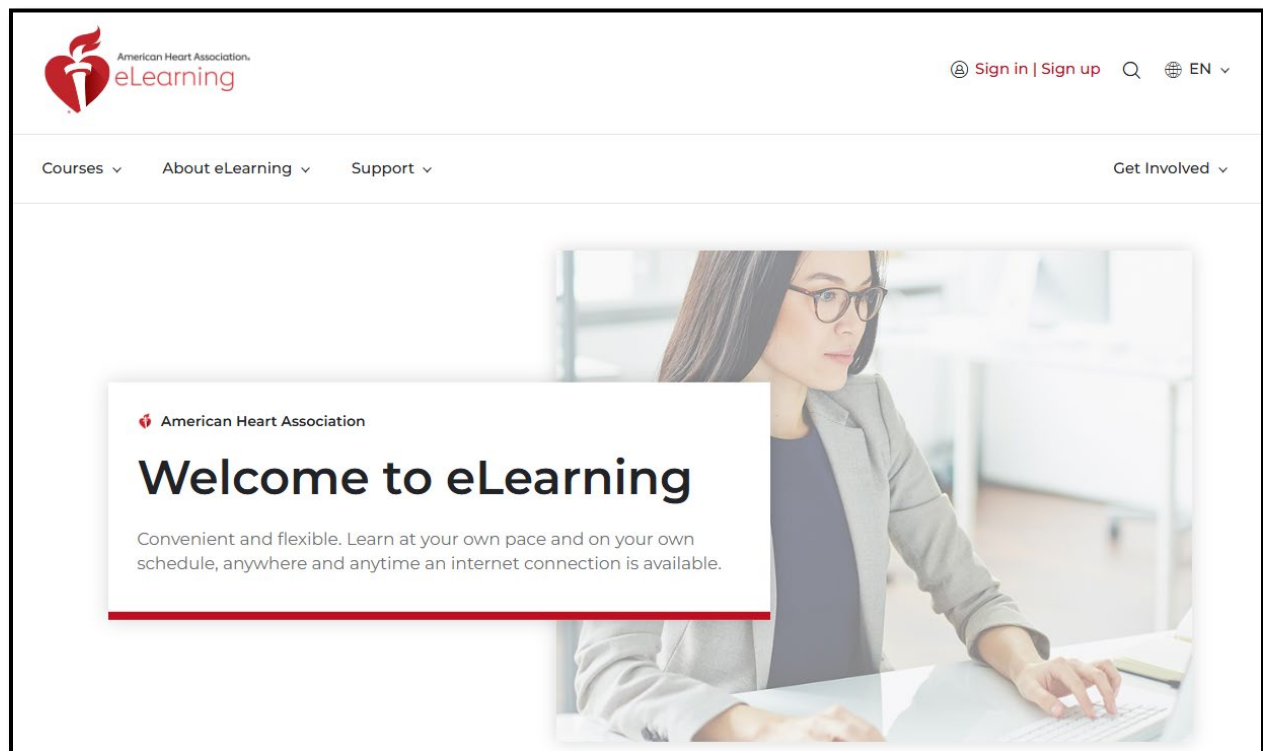 American Heart Association.
eLearning
Sign in | Sign up
EN
Courses
About eLearning
Support
Get Involved
American Heart Association
Welcome to eLearning
Convenient and flexible. Learn at your own pace and on your own
schedule, anywhere and anytime an internet connection is available.